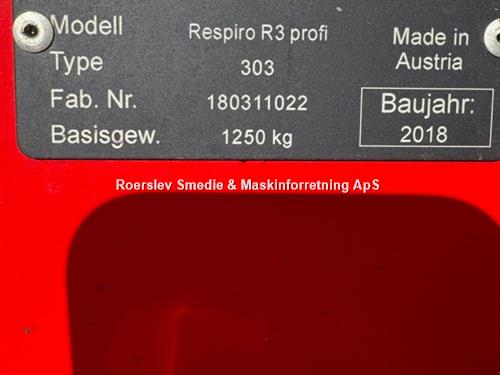 Modell Respiro R3 profi
Type 303
Fab. Nr. 180311022
Basisgew. 1250 kg
Made in
Austria
Baujahr:
2018
Roerslev Smedie & Maskinforretning ApS